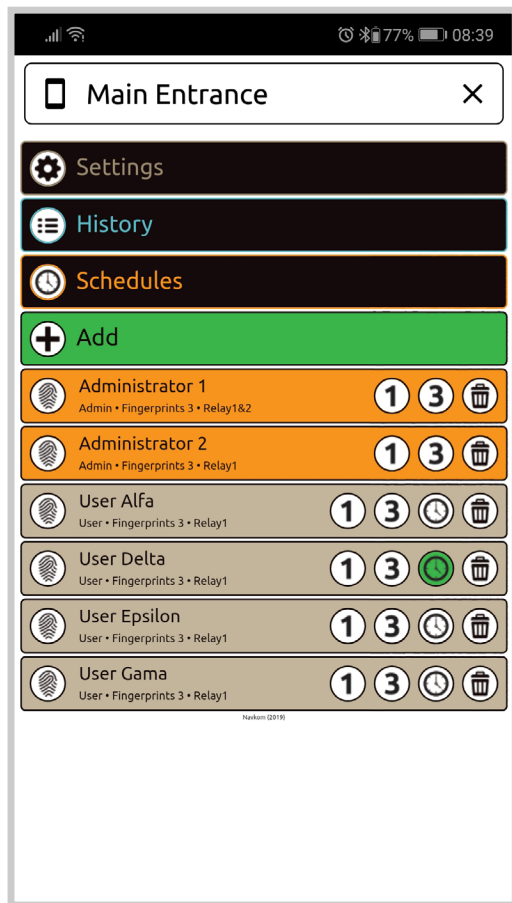 77% 08:39
Main Entrance
Settings
History
Schedules
Add
Administrator 1 1 3
Admin • Fingerprints 3 • Relay1&2
Administrator 2 1 3
Admin • Fingerprints 3 • Relay1
User Alfa 1 3
User • Fingerprints 3 • Relay1
User Delta 1 3
User • Fingerprints 3 • Relay1
User Epsilon 1 3
User • Fingerprints 3 • Relay1
User Gama 1 3
User • Fingerprints 3 • Relay1
Navkom (2019)